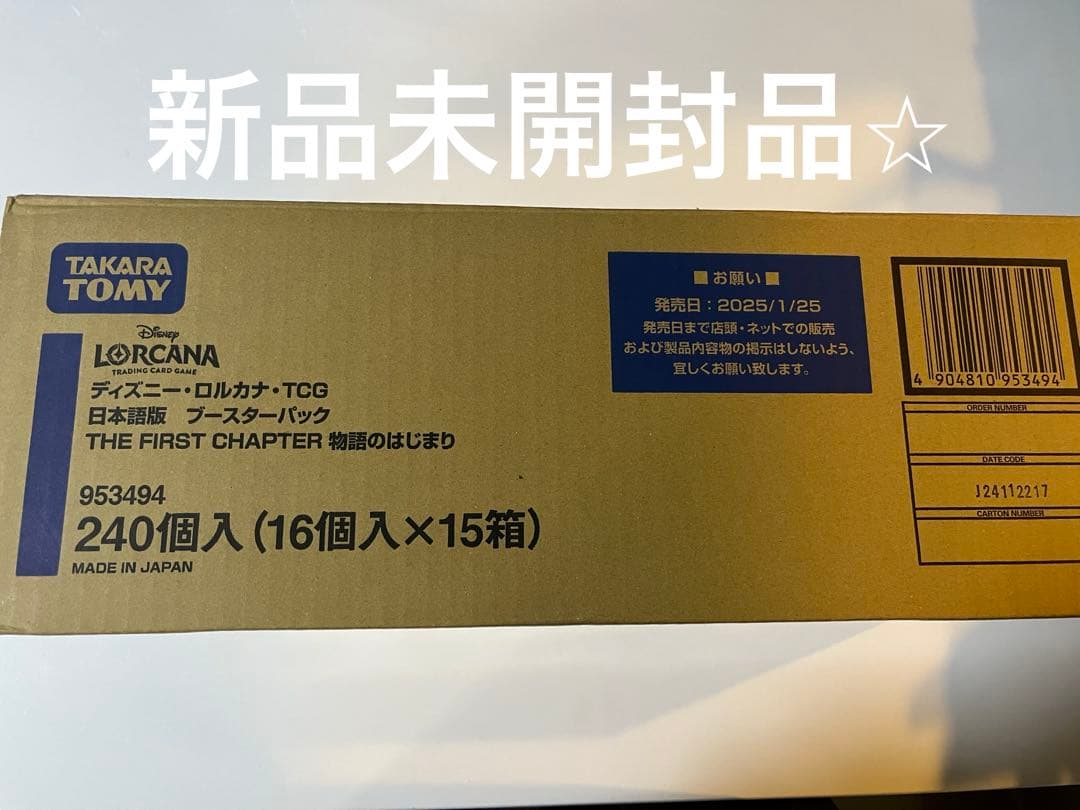 新品未開封品☆
TAKARA
TOMY
Disney
LORCANA
TRADING CARD GAME
ディズニー・ロルカナ・TCG
日本語版　ブースターパック
THE FIRST CHAPTER 物語のはじまり
953494
240個入(16個入×15箱)
MADE IN JAPAN
■お願い■
発売日：2025/1/25
発売日まで店頭・ネットでの販売
および製品内容物の掲示はしないよう、
宜しくお願い致します。
4 904810 953494
ORDER NUMBER
DATE CODE
J24112217
CARTON NUMBER